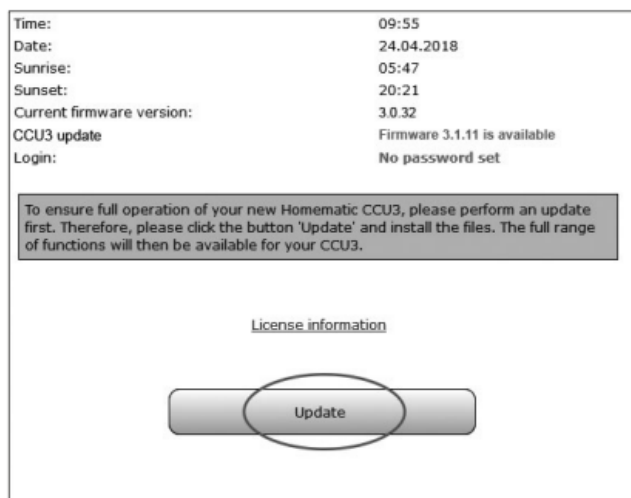 Time: 09:55
Date: 24.04.2018
Sunrise: 05:47
Sunset: 20:21
Current firmware version: 3.0.32
CCU3 update Firmware 3.1.11 is available
Login: No password set
To ensure full operation of your new Homematic CCU3, please perform an update
first. Therefore, please click the button 'Update' and install the files. The full range
of functions will then be available for your CCU3.
License information
Update